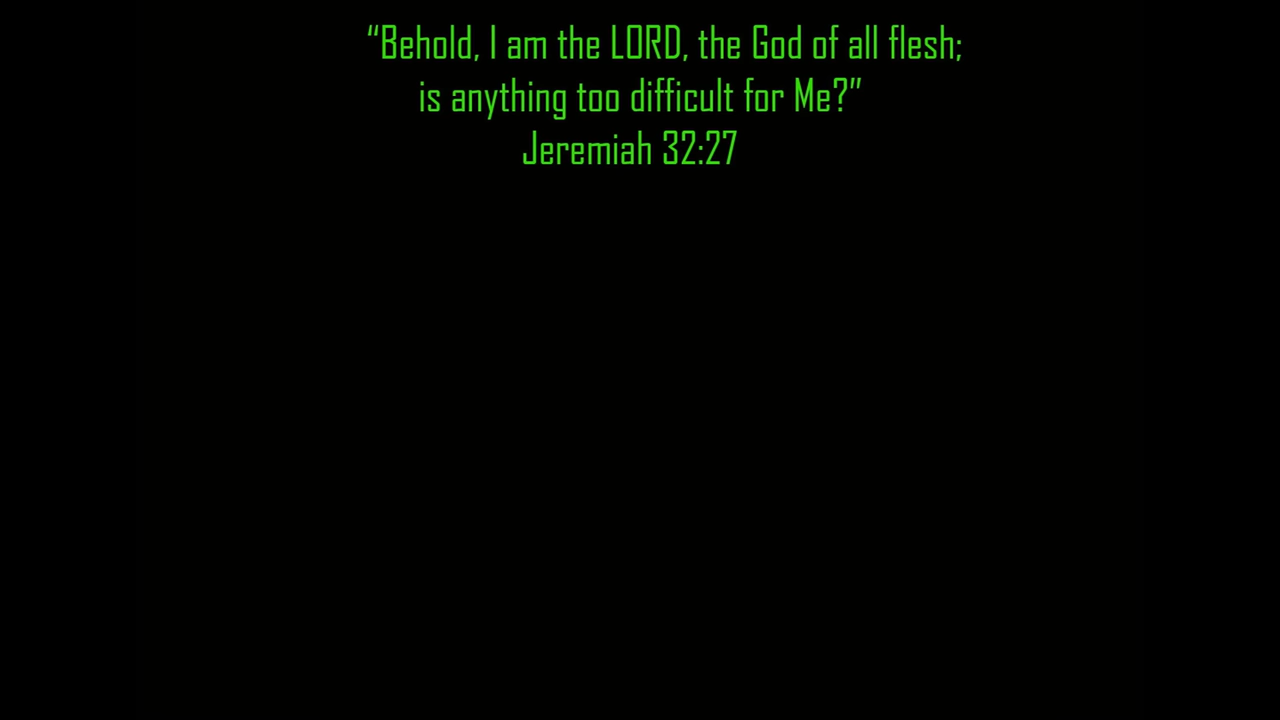 “Behold, I am the LORD, the God of all flesh;
is anything too difficult for Me?”
Jeremiah 32:27